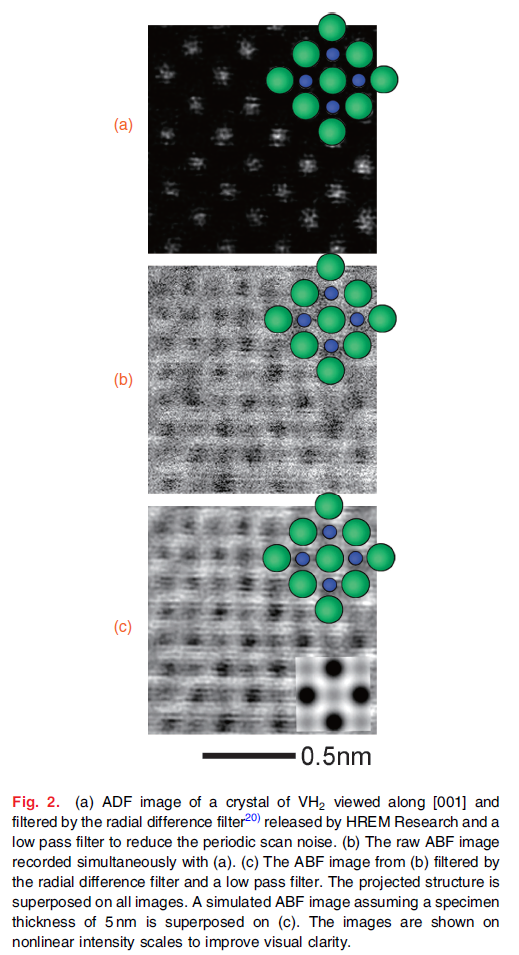 (a)
(b)
(c)
0.5nm
Fig. 2. (a) ADF image of a crystal of VH2 viewed along [001] and
filtered by the radial difference filter20) released by HREM Research and a
low pass filter to reduce the periodic scan noise. (b) The raw ABF image
recorded simultaneously with (a). (c) The ABF image from (b) filtered by
the radial difference filter and a low pass filter. The projected structure is
superposed on all images. A simulated ABF image assuming a specimen
thickness of 5 nm is superposed on (c). The images are shown on
nonlinear intensity scales to improve visual clarity.